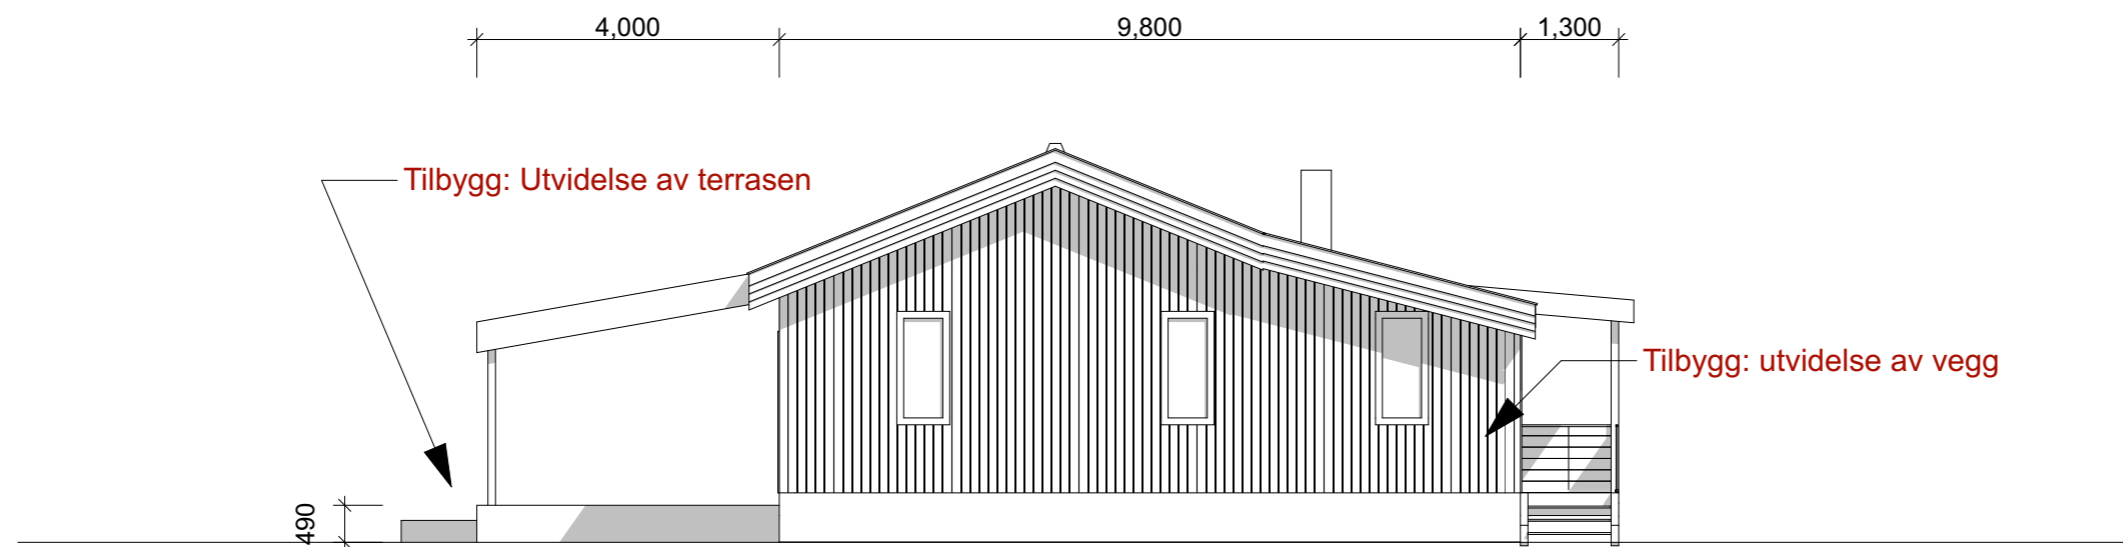 4,000
9,800
1,300
Tilbygg: Utvidelse av terrasen
Tilbygg: utvidelse av vegg
490